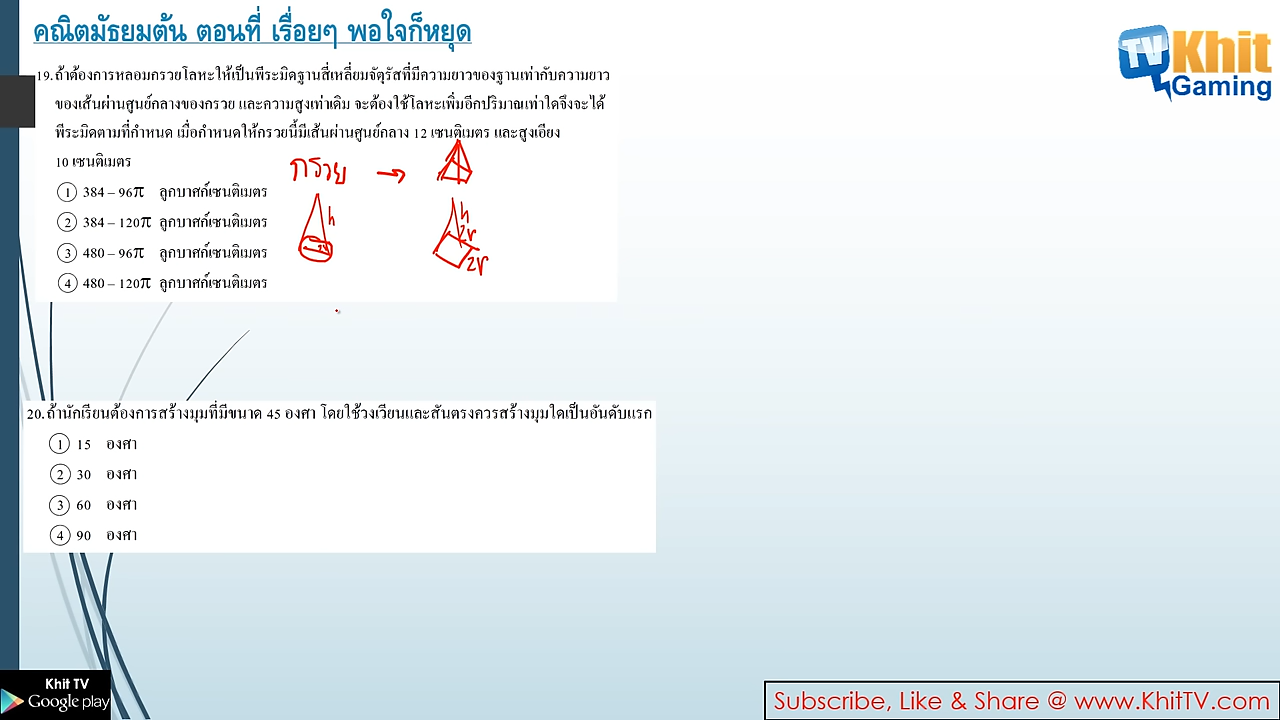 คณิตมัธยมต้น ตอนที่ เรื่อยๆ พอใจก็หยุด
TV Khit
Gaming
19. ถ้าต้องการหลอมกรวยโลหะให้เป็นพีระมิดฐานสี่เหลี่ยมจัตุรัสที่มีความยาวของฐานเท่ากับความยาว
ของเส้นผ่านศูนย์กลางของกรวย และความสูงเท่าเดิม จะต้องใช้โลหะเพิ่มอีกปริมาณเท่าใดจึงจะได้
พีระมิดตามที่กำหนด เมื่อกำหนดให้กรวยนี้มีเส้นผ่านศูนย์กลาง 12 เซนติเมตร และสูงเอียง
10 เซนติเมตร
กรวย →
① 384 – 96π ลูกบาศก์เซนติเมตร
② 384 – 120π ลูกบาศก์เซนติเมตร
③ 480 – 96π ลูกบาศก์เซนติเมตร
④ 480 – 120π ลูกบาศก์เซนติเมตร
h
h
2r
2r
20. ถ้านักเรียนต้องการสร้างมุมที่มีขนาด 45 องศา โดยใช้วงเวียนและสันตรงควรสร้างมุมใดเป็นอันดับแรก
① 15 องศา
② 30 องศา
③ 60 องศา
④ 90 องศา
Khit TV
Google play
Subscribe, Like & Share @ www.KhitTV.com